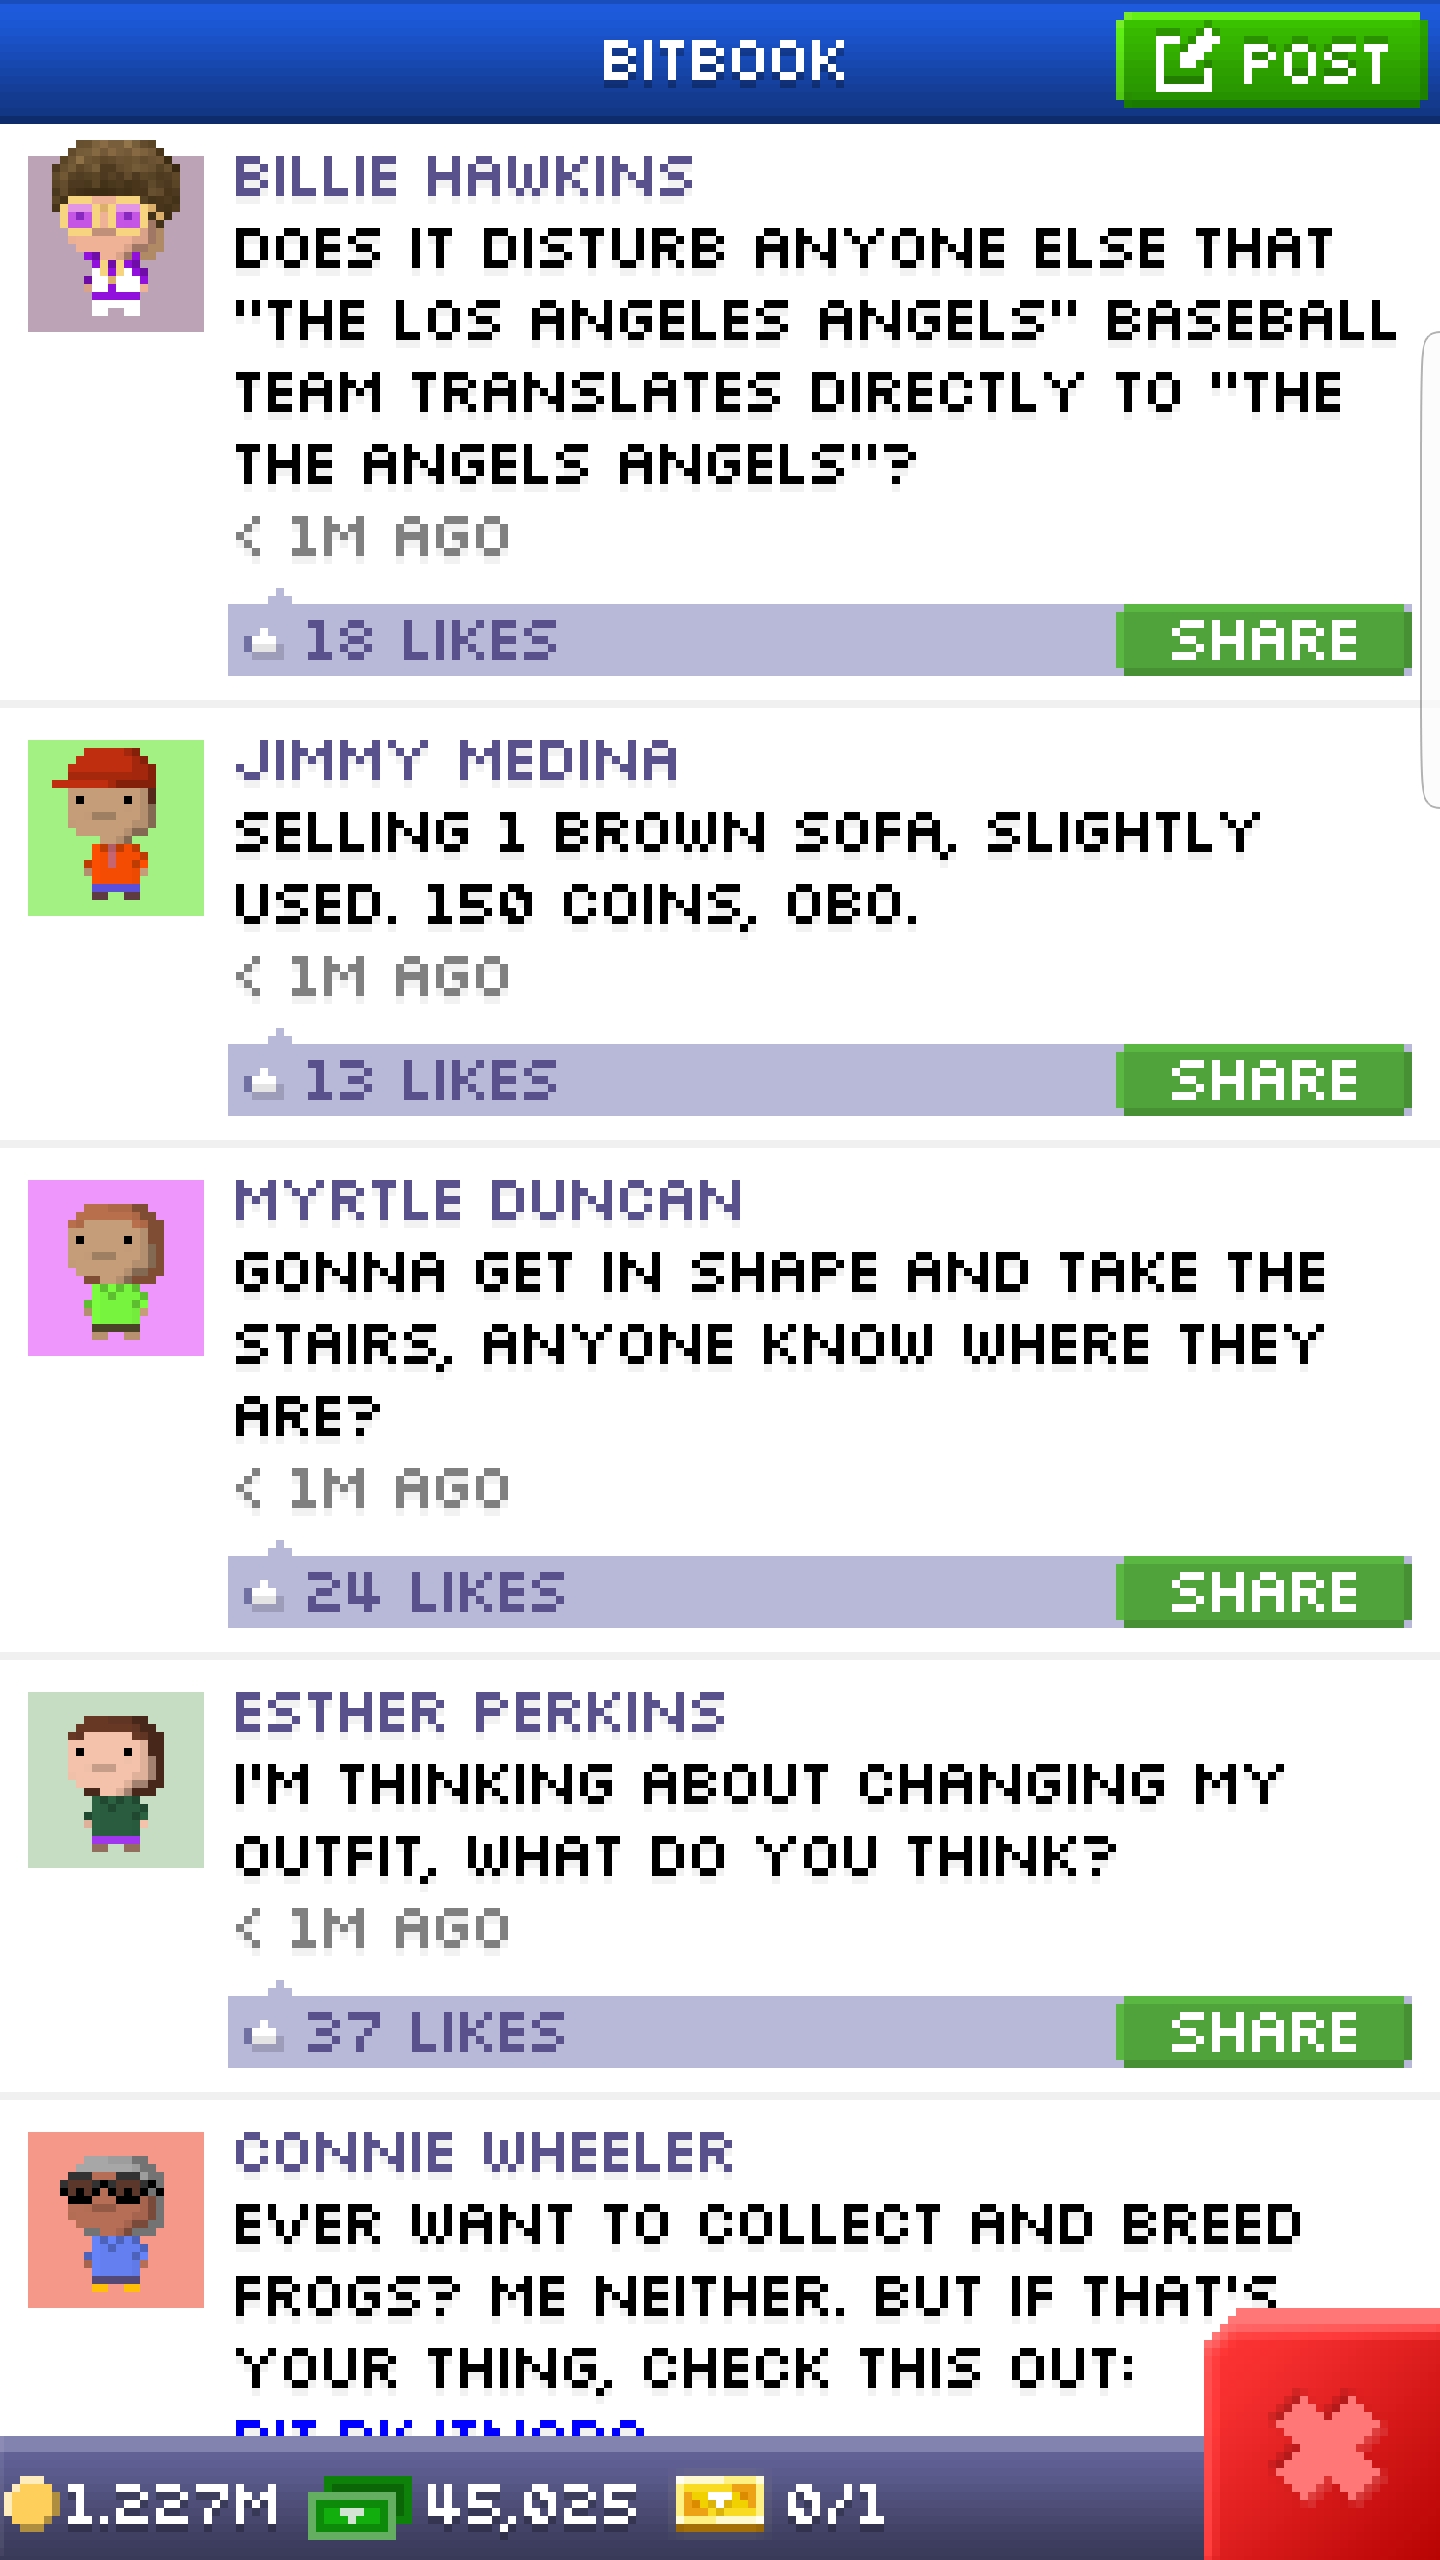 BITBOOK
POST
BILLIE HAWKINS
DOES IT DISTURB ANYONE ELSE THAT
"THE LOS ANGELES ANGELS" BASEBALL
TEAM TRANSLATES DIRECTLY TO "THE
THE ANGELS ANGELS"?
< 1M AGO
18 LIKES
SHARE
JIMMY MEDINA
SELLING 1 BROWN SOFA, SLIGHTLY
USED. 150 COINS, OBO.
< 1M AGO
13 LIKES
SHARE
MYRTLE DUNCAN
GONNA GET IN SHAPE AND TAKE THE
STAIRS, ANYONE KNOW WHERE THEY
ARE?
< 1M AGO
24 LIKES
SHARE
ESTHER PERKINS
I'M THINKING ABOUT CHANGING MY
OUTFIT, WHAT DO YOU THINK?
< 1M AGO
37 LIKES
SHARE
CONNIE WHEELER
EVER WANT TO COLLECT AND BREED
FROGS? ME NEITHER. BUT IF THAT'S
YOUR THING, CHECK THIS OUT:
1.227M
45,025
0/1